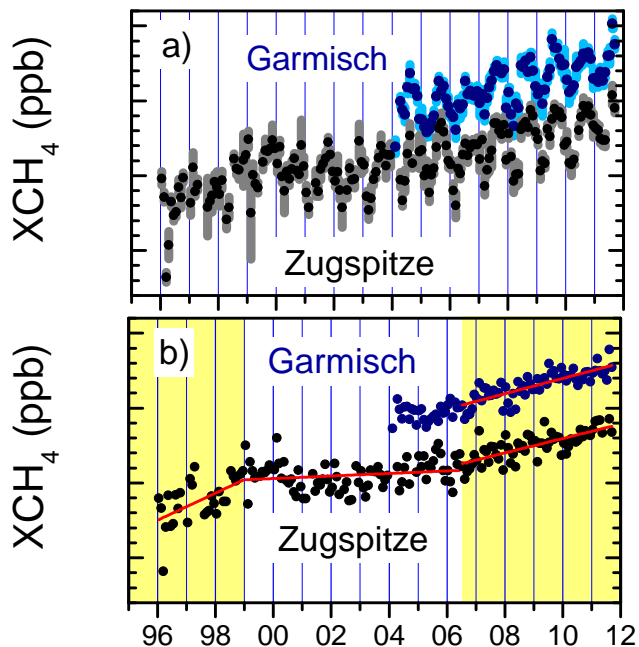 a)
Garmisch
XCH₄ (ppb)
Zugspitze
b)
Garmisch
XCH₄ (ppb)
Zugspitze
96 98 00 02 04 06 08 10 12